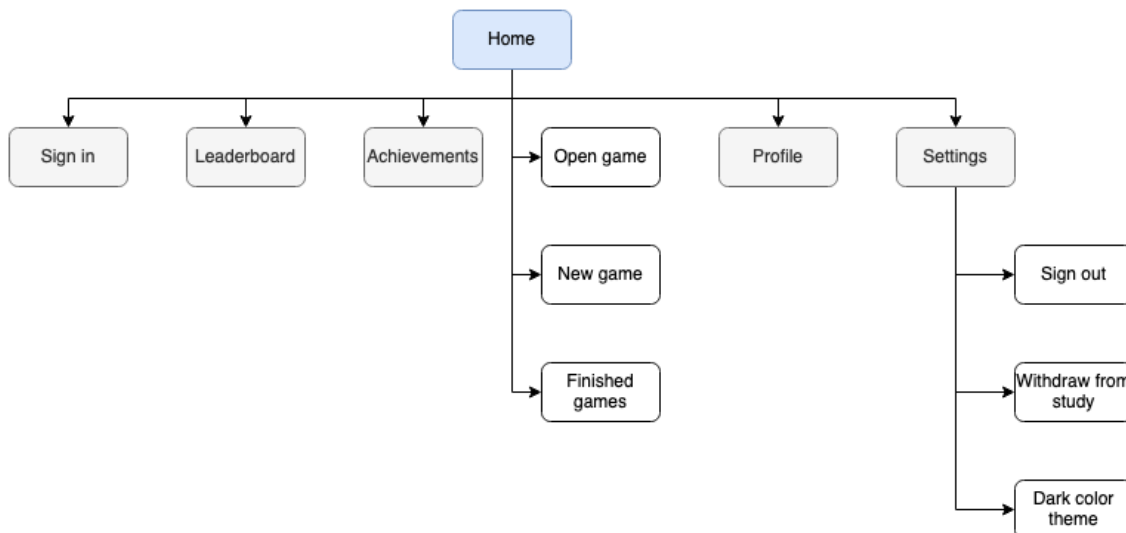 Home
Sign in
Leaderboard
Achievements
Open game
Profile
Settings
New game
Sign out
Finished
games
Withdraw from
study
Dark color
theme